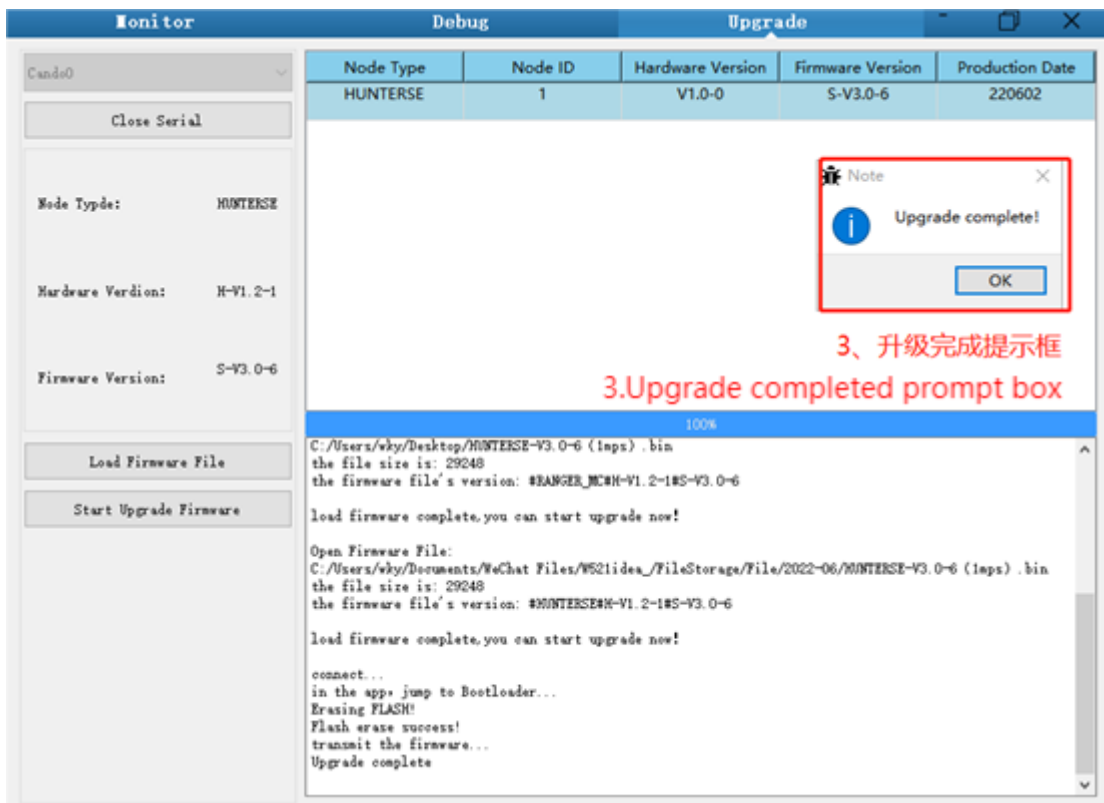 Monitor Debug Upgrade
Cando0
Close Serial
Node Typde: HUNTERSE
Hardware Verdion: H-V1.2-1
Firmware Version: S-V3.0-6
Load Firmware File
Start Upgrade Firmware
Node Type Node ID Hardware Version Firmware Version Production Date
HUNTERSE 1 V1.0-0 S-V3.0-6 220602
Note
Upgrade complete!
OK
3、升级完成提示框
3.Upgrade completed prompt box
100%
C:/Users/wky/Desktop/HUNTERSE-V3.0-6 (1mps) .bin
the file size is: 29248
the firmware file's version: #RANGER_MC#H-V1.2-1#S-V3.0-6
load firmware complete,you can start upgrade now!
Open Firmware File:
C:/Users/wky/Documents/WeChat Files/W521idea_/FileStorage/File/2022-06/HUNTERSE-V3.0-6 (1mps) .bin
the file size is: 29248
the firmware file's version: #HUNTERSE#H-V1.2-1#S-V3.0-6
load firmware complete,you can start upgrade now!
connect...
in the app, jump to Bootloader...
Erasing FLASH!
Flash erase success!
transmit the firmware...
Upgrade complete